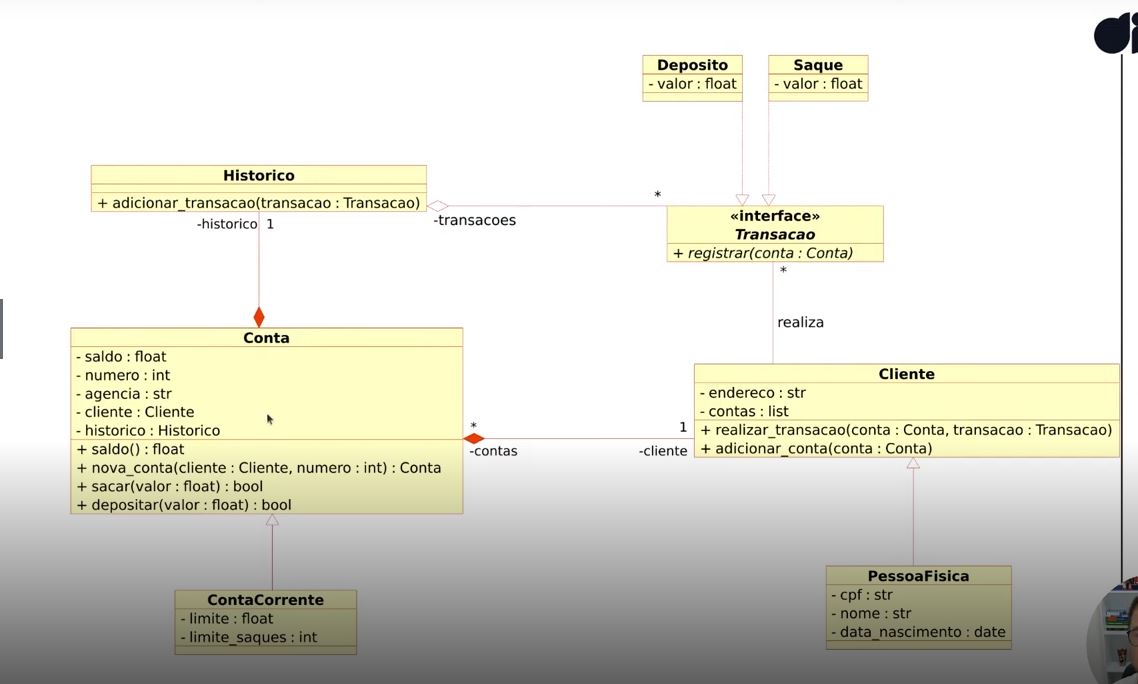 Deposito
- valor : float
Saque
- valor : float
Historico
+ adicionar_transacao(transacao : Transacao)
-historico 1
-transacoes
*
«interface»
Transacao
+ registrar(conta : Conta)
*
realiza
Conta
- saldo : float
- numero : int
- agencia : str
- cliente : Cliente
- historico : Historico
+ saldo() : float
+ nova_conta(cliente : Cliente, numero : int) : Conta
+ sacar(valor : float) : bool
+ depositar(valor : float) : bool
*
-contas
1
-cliente
Cliente
- endereco : str
- contas : list
+ realizar_transacao(conta : Conta, transacao : Transacao)
+ adicionar_conta(conta : Conta)
ContaCorrente
- limite : float
- limite_saques : int
PessoaFisica
- cpf : str
- nome : str
- data_nascimento : date